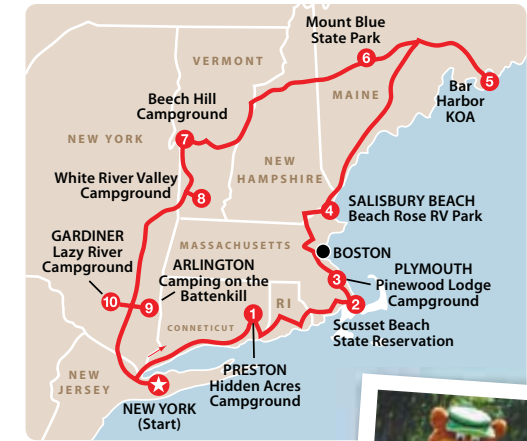 Mount Blue
State Park
VERMONT
6
MAINE
5
Bar
Harbor
KOA
Beech Hill
Campground
7
NEW YORK
NEW
HAMPSHIRE
White River Valley
Campground
8
4
SALISBURY BEACH
Beach Rose RV Park
GARDINER
Lazy River
Campground
MASSACHUSETTS
BOSTON
ARLINGTON
Camping on the
Battenkill
10
9
3
PLYMOUTH
Pinewood Lodge
Campground
1
RI
2
Scusset Beach
State Reservation
CONNETICUT
PRESTON
Hidden Acres
Campground
NEW
JERSEY
NEW YORK
(Start)